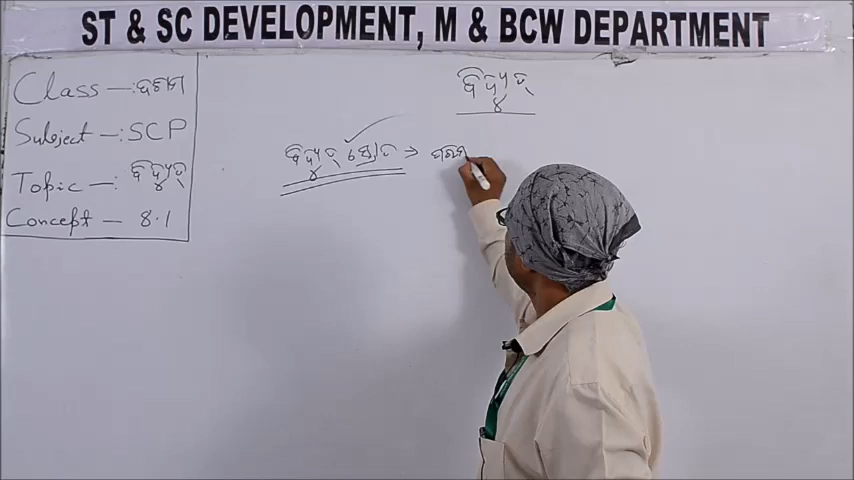 ST & SC DEVELOPMENT, M & BCW DEPARTMENT
Class —: ଦଶମ
Subject —: SCP
Topic —: ବିଦ୍ୟୁତ୍
Concept — 8.1
ବିଦ୍ୟୁତ୍
ବିଦ୍ୟୁତ୍ ସ୍ରୋତ →